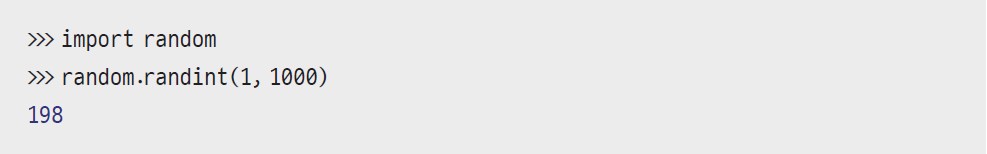 >>> import random
>>> random.randint(1, 1000)
198